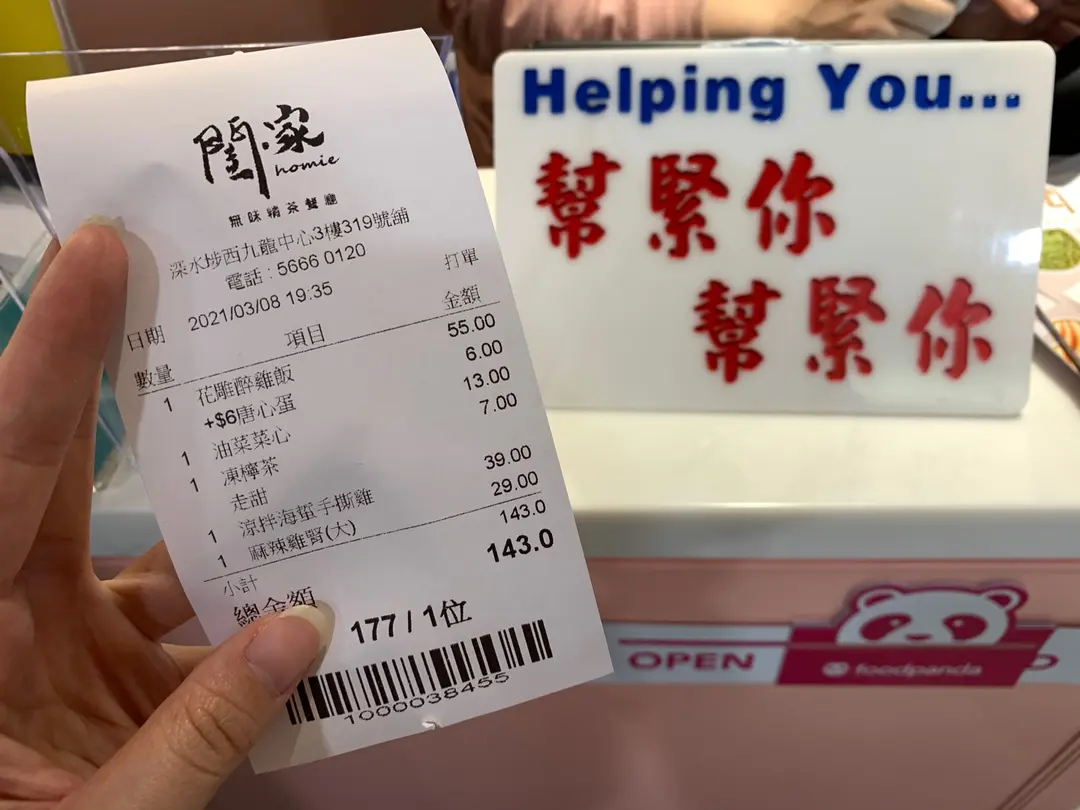 閨.家
homie
無味精茶餐廳
深水埗西九龍中心3樓319號舖
電話 : 5666 0120
日期 2021/03/08 19:35 打單
數量 項目 金額
1 花雕醉雞飯 55.00
+$6唐心蛋 6.00
1 油菜菜心 13.00
1 凍檸茶 7.00
走甜
1 涼拌海蜇手撕雞 39.00
1 麻辣雞腎(大) 29.00
小計 143.0
總金額 143.0
177 / 1位
1000038455
Helping You...
幫緊你
幫緊你
OPEN
foodpanda